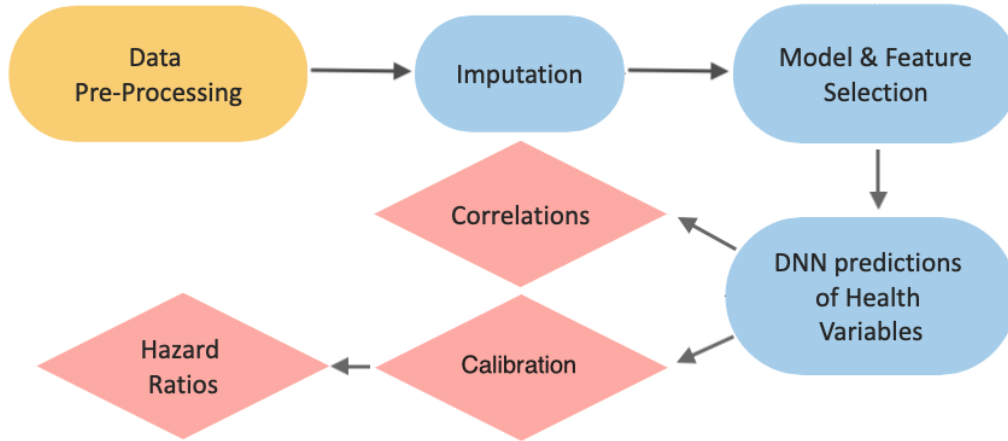 Data
Pre-Processing
Imputation
Model & Feature
Selection
Correlations
DNN predictions
of Health
Variables
Calibration
Hazard
Ratios